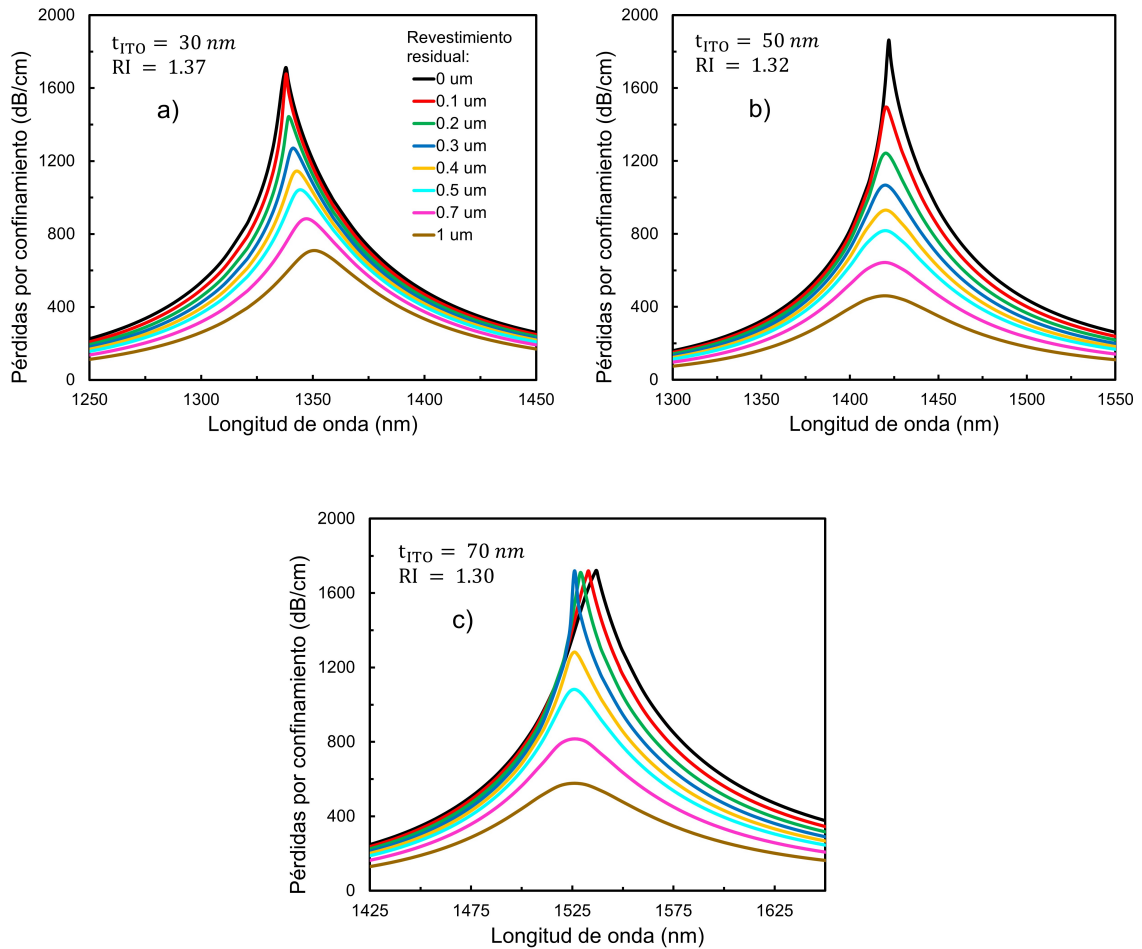 2000
1600
1200
800
400
0
Pérdidas por confinamiento (dB/cm)
t_ITO = 30 nm
RI = 1.37
a)
Revestimiento
residual:
0 um
0.1 um
0.2 um
0.3 um
0.4 um
0.5 um
0.7 um
1 um
1250 1300 1350 1400 1450
Longitud de onda (nm)
2000
1600
1200
800
400
0
Pérdidas por confinamiento (dB/cm)
t_ITO = 50 nm
RI = 1.32
b)
1300 1350 1400 1450 1500 1550
Longitud de onda (nm)
2000
1600
1200
800
400
0
Pérdidas por confinamiento (dB/cm)
t_ITO = 70 nm
RI = 1.30
c)
1425 1475 1525 1575 1625
Longitud de onda (nm)